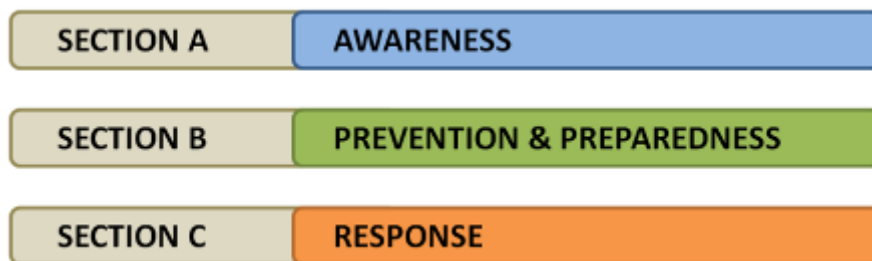 SECTION A AWARENESS
SECTION B PREVENTION & PREPAREDNESS
SECTION C RESPONSE